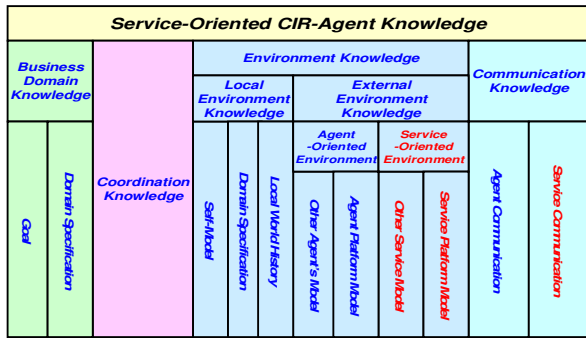 Service-Oriented CIR-Agent Knowledge
Business
Domain
Knowledge
Coordination
Knowledge
Environment Knowledge
Communication
Knowledge
Local
Environment
Knowledge
External
Environment
Knowledge
Agent
-Oriented
Environment
Service
-Oriented
Environment
Goal
Domain Specification
Self-Model
Domain Specification
Local World History
Other Agent's Model
Agent Platform Model
Other Service Model
Service Platform Model
Agent Communication
Service Communication